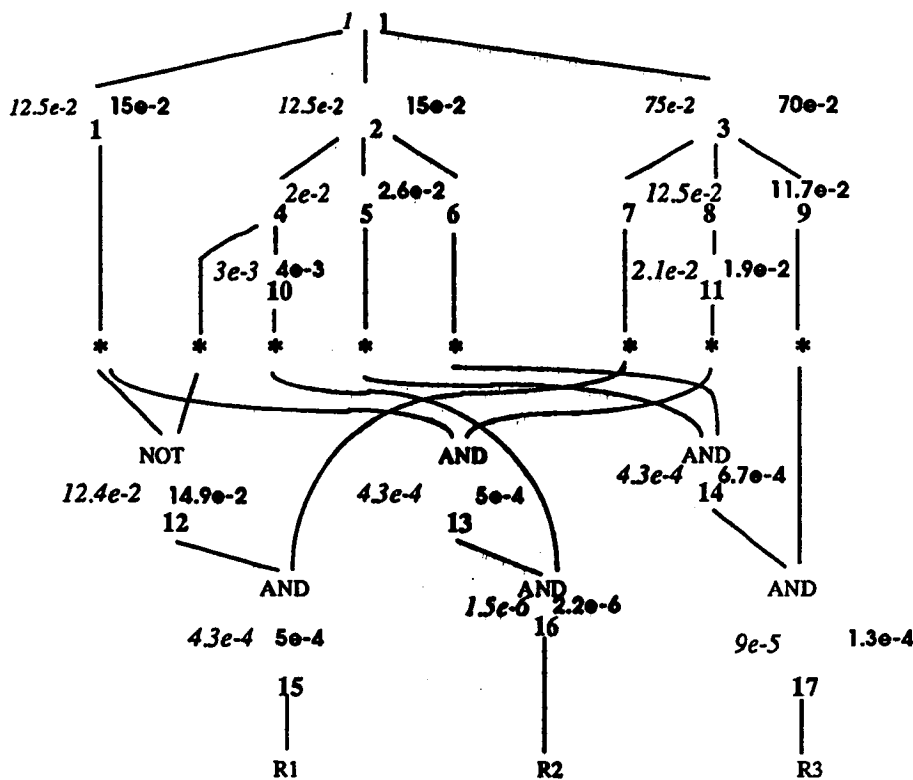 1 1
12.5e-2 15e-2 12.5e-2 15e-2 75e-2 70e-2
1 2 3
2e-2 2.6e-2 12.5e-2 11.7e-2
4 5 6 7 8 9
3e-3 4e-3 2.1e-2 1.9e-2
10 11
* * * * * * * *
NOT AND AND
12.4e-2 14.9e-2 4.3e-4 5e-4 4.3e-4 6.7e-4
12 13 14
AND AND AND
1.5e-6 2.2e-6
16
4.3e-4 5e-4 9e-5 1.3e-4
15 17
R1 R2 R3